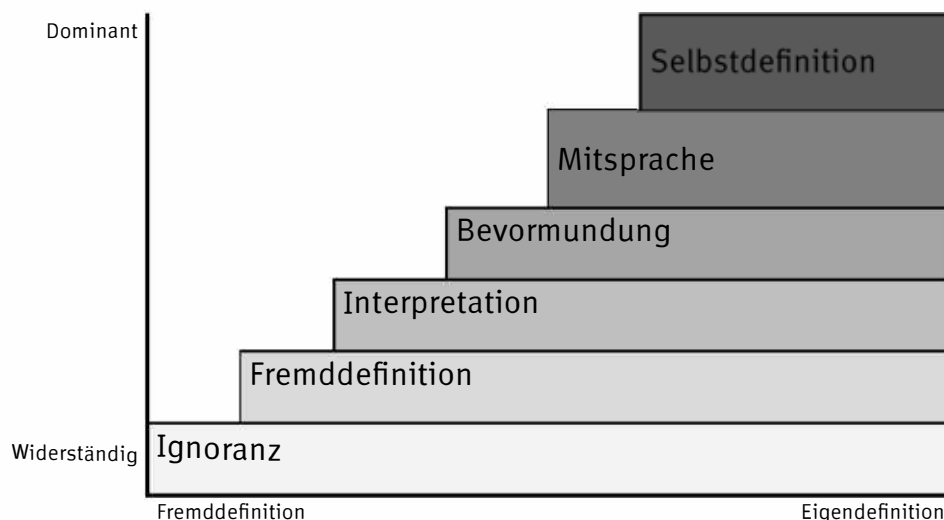 Dominant
Selbstdefinition
Mitsprache
Bevormundung
Interpretation
Fremddefinition
Widerständig
Ignoranz
Fremddefinition
Eigendefinition